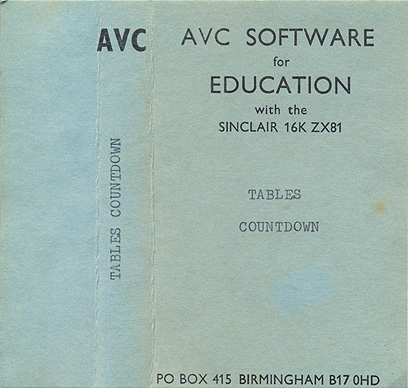 AVC
TABLES COUNTDOWN
AVC SOFTWARE
for
EDUCATION
with the
SINCLAIR 16K ZX81
TABLES
COUNTDOWN
PO BOX 415 BIRMINGHAM B17 0HD